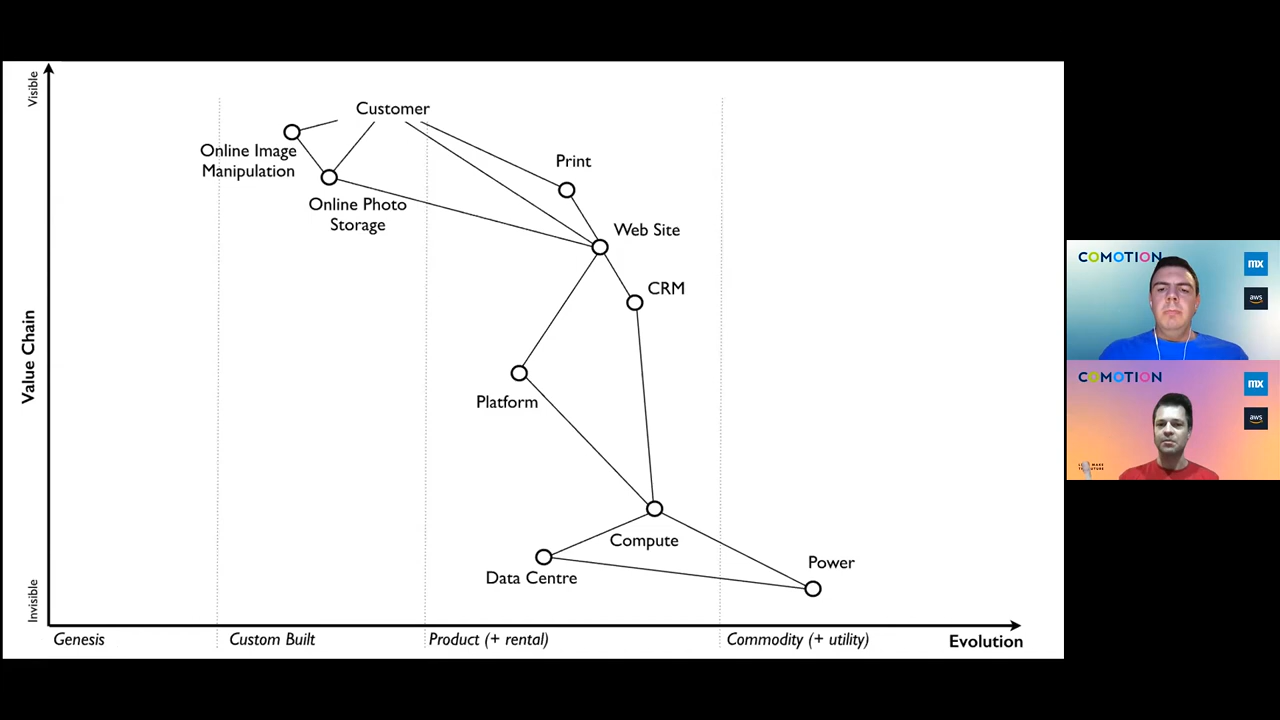 Visible
Customer
Online Image
Manipulation
Print
Online Photo
Storage
Web Site
CRM
Value Chain
Platform
Compute
Data Centre
Power
Invisible
Genesis
Custom Built
Product (+ rental)
Commodity (+ utility)
Evolution
COMOTION
mx
aws
COMOTION
mx
aws